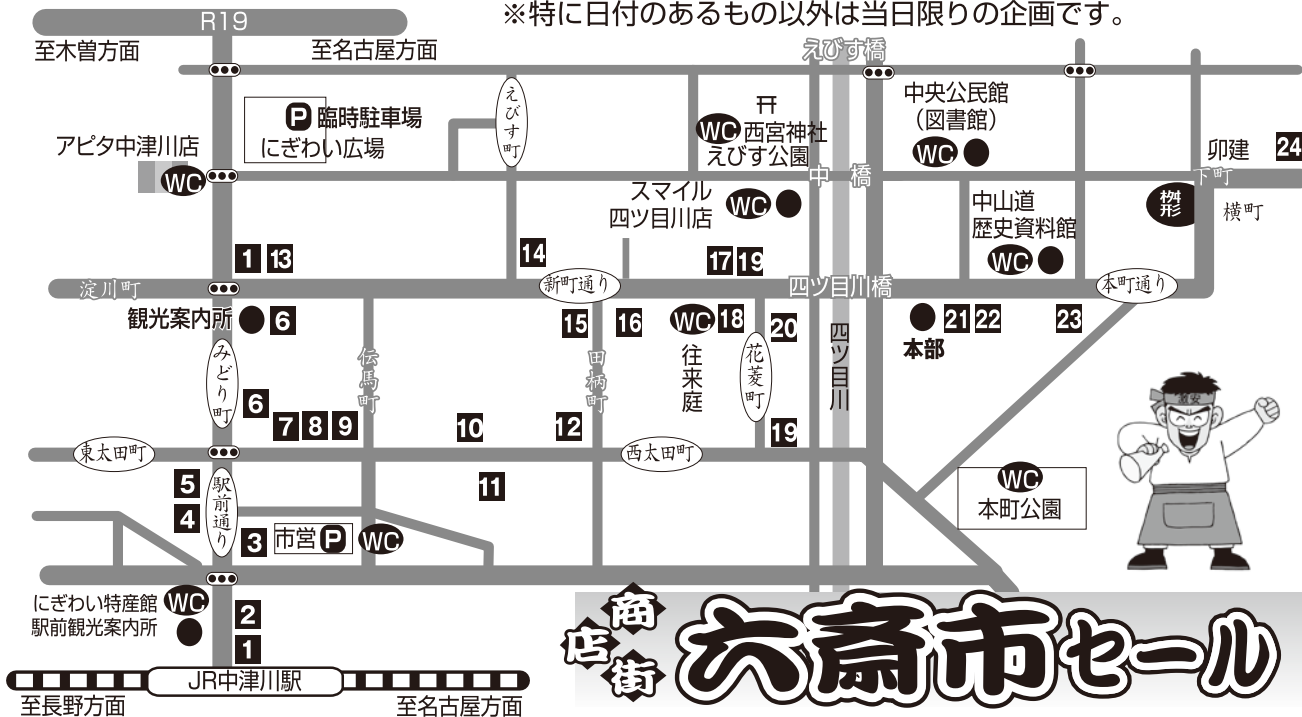 ※特に日付のあるもの以外は当日限りの企画です。
R19
至木曽方面
至名古屋方面
えびす橋
P 臨時駐車場
にぎわい広場
えびす町
WC 西宮神社
えびす公園
中央公民館
(図書館)
WC
アピタ中津川店
WC
卯建
24
中橋
下町
スマイル
四ツ目川店
WC
中山道
歴史資料館
WC
桝形
横町
1 13
14
17 19
淀川町
新町通り
四ツ目川橋
本町通り
観光案内所
6
15
16
WC
18
20
21 22
23
本部
みどり町
伝馬町
田柄町
往来庭
花菱町
四ツ目川
6
7 8 9
10
12
19
激安
東太田町
西太田町
5
4
駅前通り
11
3
市営 P
WC
WC
本町公園
にぎわい特産館
駅前観光案内所
WC
2
1
商店街
六斎市セール
JR中津川駅
至長野方面
至名古屋方面